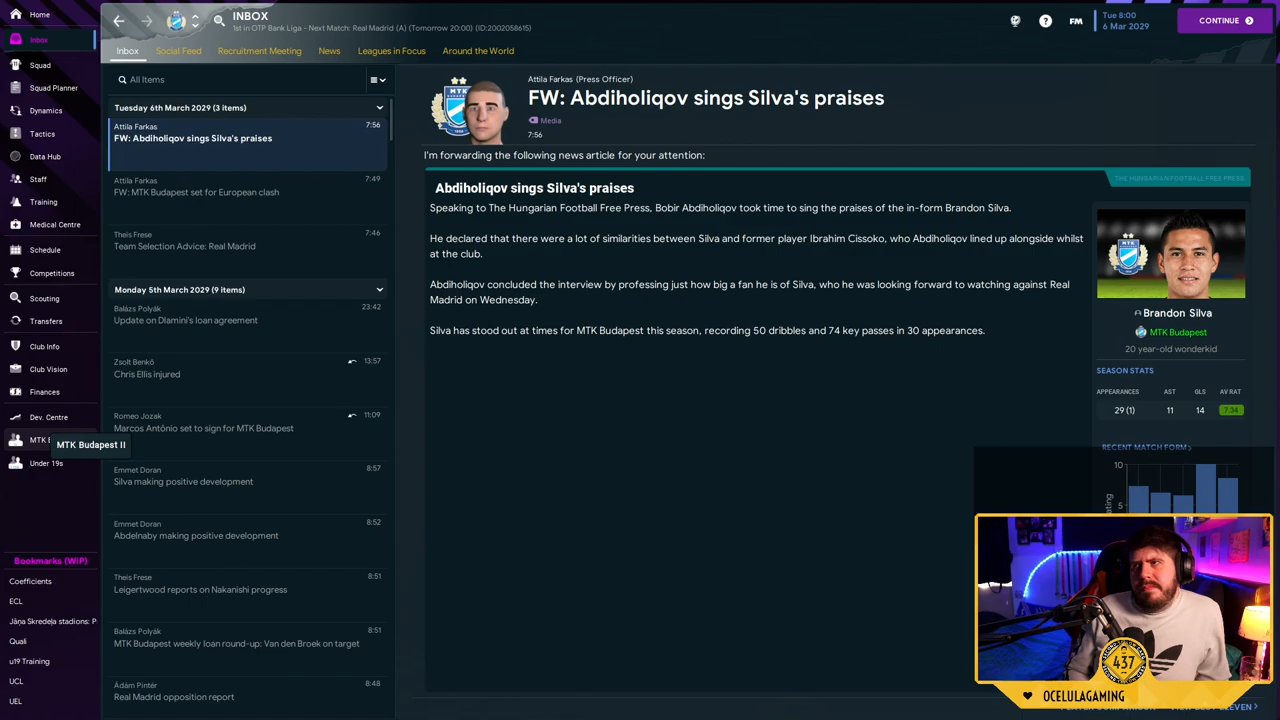 Home
Inbox
Squad
Squad Planner
Dynamics
Tactics
Data Hub
Staff
Training
Medical Centre
Schedule
Competitions
Scouting
Transfers
Club Info
Club Vision
Finances
Dev. Centre
MTK B
MTK Budapest II
Under 19s
Bookmarks (WiP)
Coefficients
ECL
Jāņa Skredeļa stadions: P
Quali
u19 Training
UCL
UEL
INBOX
1st in OTP Bank Liga - Next Match: Real Madrid (A) (Tomorrow 20:00) (ID:2002058615)
FM
Tue 8:00
6 Mar 2029
CONTINUE
Inbox
Social Feed
Recruitment Meeting
News
Leagues in Focus
Around the World
All Items
Tuesday 6th March 2029 (3 items)
Attila Farkas 7:56
FW: Abdiholiqov sings Silva's praises
Attila Farkas 7:49
FW: MTK Budapest set for European clash
Theis Frese 7:46
Team Selection Advice: Real Madrid
Monday 5th March 2029 (9 items)
Balázs Polyák 23:42
Update on Dlamini's loan agreement
Zsolt Benkő 13:57
Chris Ellis injured
Romeo Jozak 11:09
Marcos Antônio set to sign for MTK Budapest
Emmet Doran 8:57
Silva making positive development
Emmet Doran 8:52
Abdelnaby making positive development
Theis Frese 8:51
Leigertwood reports on Nakanishi progress
Balázs Polyák 8:51
MTK Budapest weekly loan round-up: Van den Broek on target
Ádám Pintér 8:48
Real Madrid opposition report
Attila Farkas (Press Officer)
FW: Abdiholiqov sings Silva's praises
Media
7:56
I'm forwarding the following news article for your attention:
THE HUNGARIAN FOOTBALL FREE PRESS
Abdiholiqov sings Silva's praises
Speaking to The Hungarian Football Free Press, Bobir Abdiholiqov took time to sing the praises of the in-form Brandon Silva.
He declared that there were a lot of similarities between Silva and former player Ibrahim Cissoko, who Abdiholiqov lined up alongside whilst
at the club.
Abdiholiqov concluded the interview by professing just how big a fan he is of Silva, who he was looking forward to watching against Real
Madrid on Wednesday.
Silva has stood out at times for MTK Budapest this season, recording 50 dribbles and 74 key passes in 30 appearances.
Brandon Silva
MTK Budapest
20 year-old wonderkid
SEASON STATS
APPEARANCES AST GLS AV RAT
29 (1) 11 14 7.34
RECENT MATCH FORM
10
5
437
OCELULAGAMING